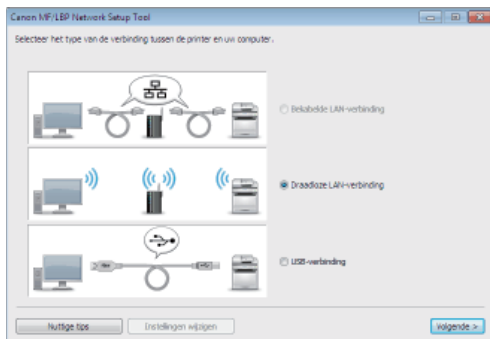 Canon MF/LBP Network Setup Tool
Selecteer het type van de verbinding tussen de printer en uw computer.
Bekabelde LAN-verbinding
Draadloze LAN-verbinding
USB-verbinding
Nuttige tips
Instellingen wijzigen
Volgende >